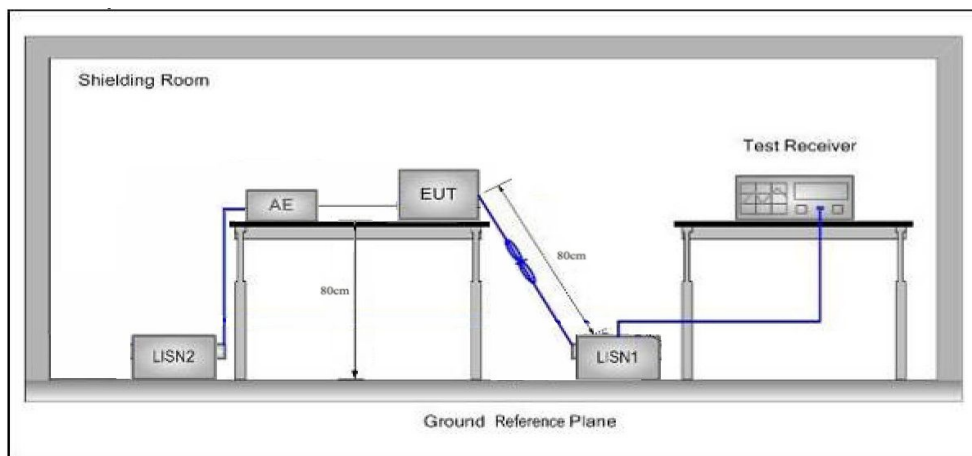 Shielding Room
Test Receiver
AE
EUT
80cm
80cm
LISN2
LISN1
Ground Reference Plane